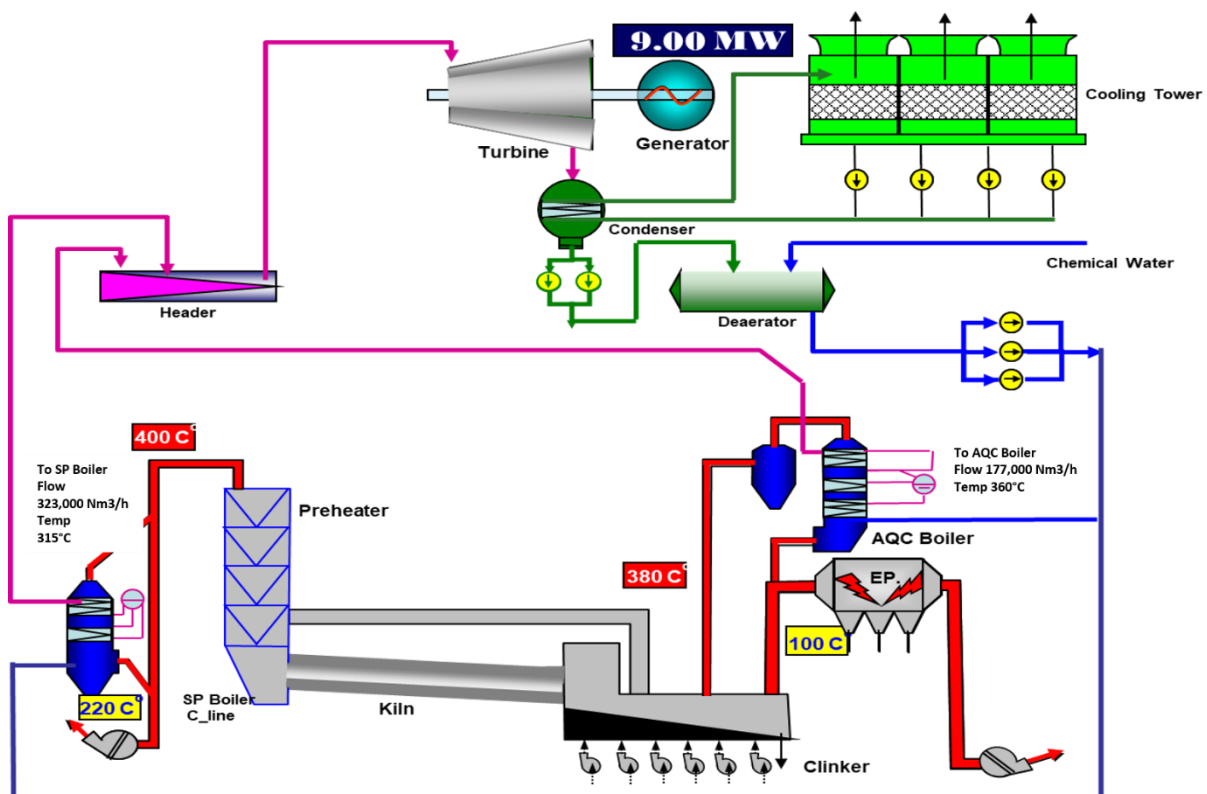 9.00 MW
Cooling Tower
Turbine
Generator
Condenser
Chemical Water
Header
Deaerator
400 C°
To SP Boiler
Flow
323,000 Nm3/h
Temp
315°C
To AQC Boiler
Flow 177,000 Nm3/h
Temp 360°C
Preheater
AQC Boiler
380 C°
EP.
100 C°
SP Boiler
C_line
Kiln
220 C°
Clinker